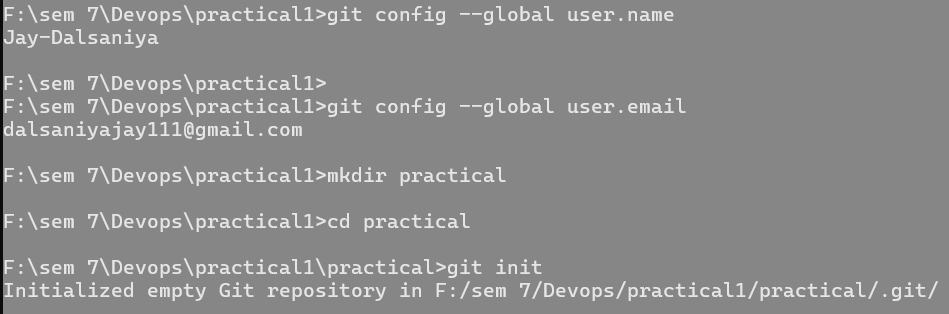 F:\sem 7\Devops\practical1>git config --global user.name
Jay-Dalsaniya
F:\sem 7\Devops\practical1>
F:\sem 7\Devops\practical1>git config --global user.email
dalsaniyajay111@gmail.com
F:\sem 7\Devops\practical1>mkdir practical
F:\sem 7\Devops\practical1>cd practical
F:\sem 7\Devops\practical1\practical>git init
Initialized empty Git repository in F:/sem 7/Devops/practical1/practical/.git/